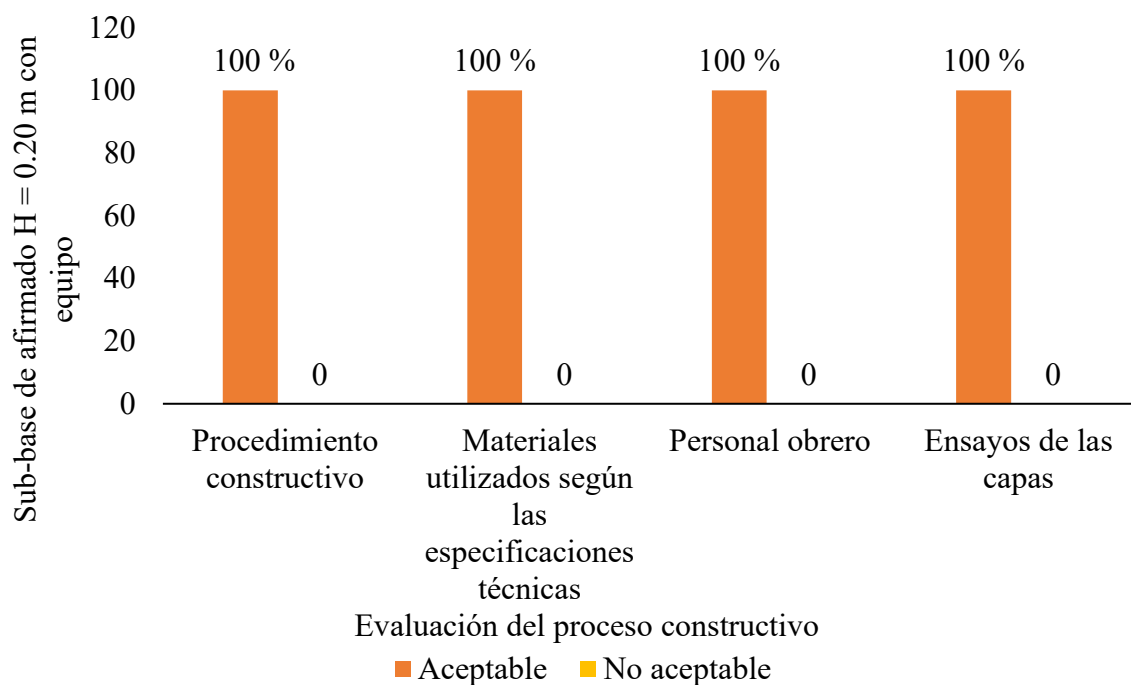 Sub-base de afirmado H = 0.20 m con
equipo
120
100
80
60
40
20
0
100 %
100 %
100 %
100 %
0
0
0
0
Procedimiento
constructivo
Materiales
utilizados según
las
especificaciones
técnicas
Personal obrero
Ensayos de las
capas
Evaluación del proceso constructivo
Aceptable
No aceptable